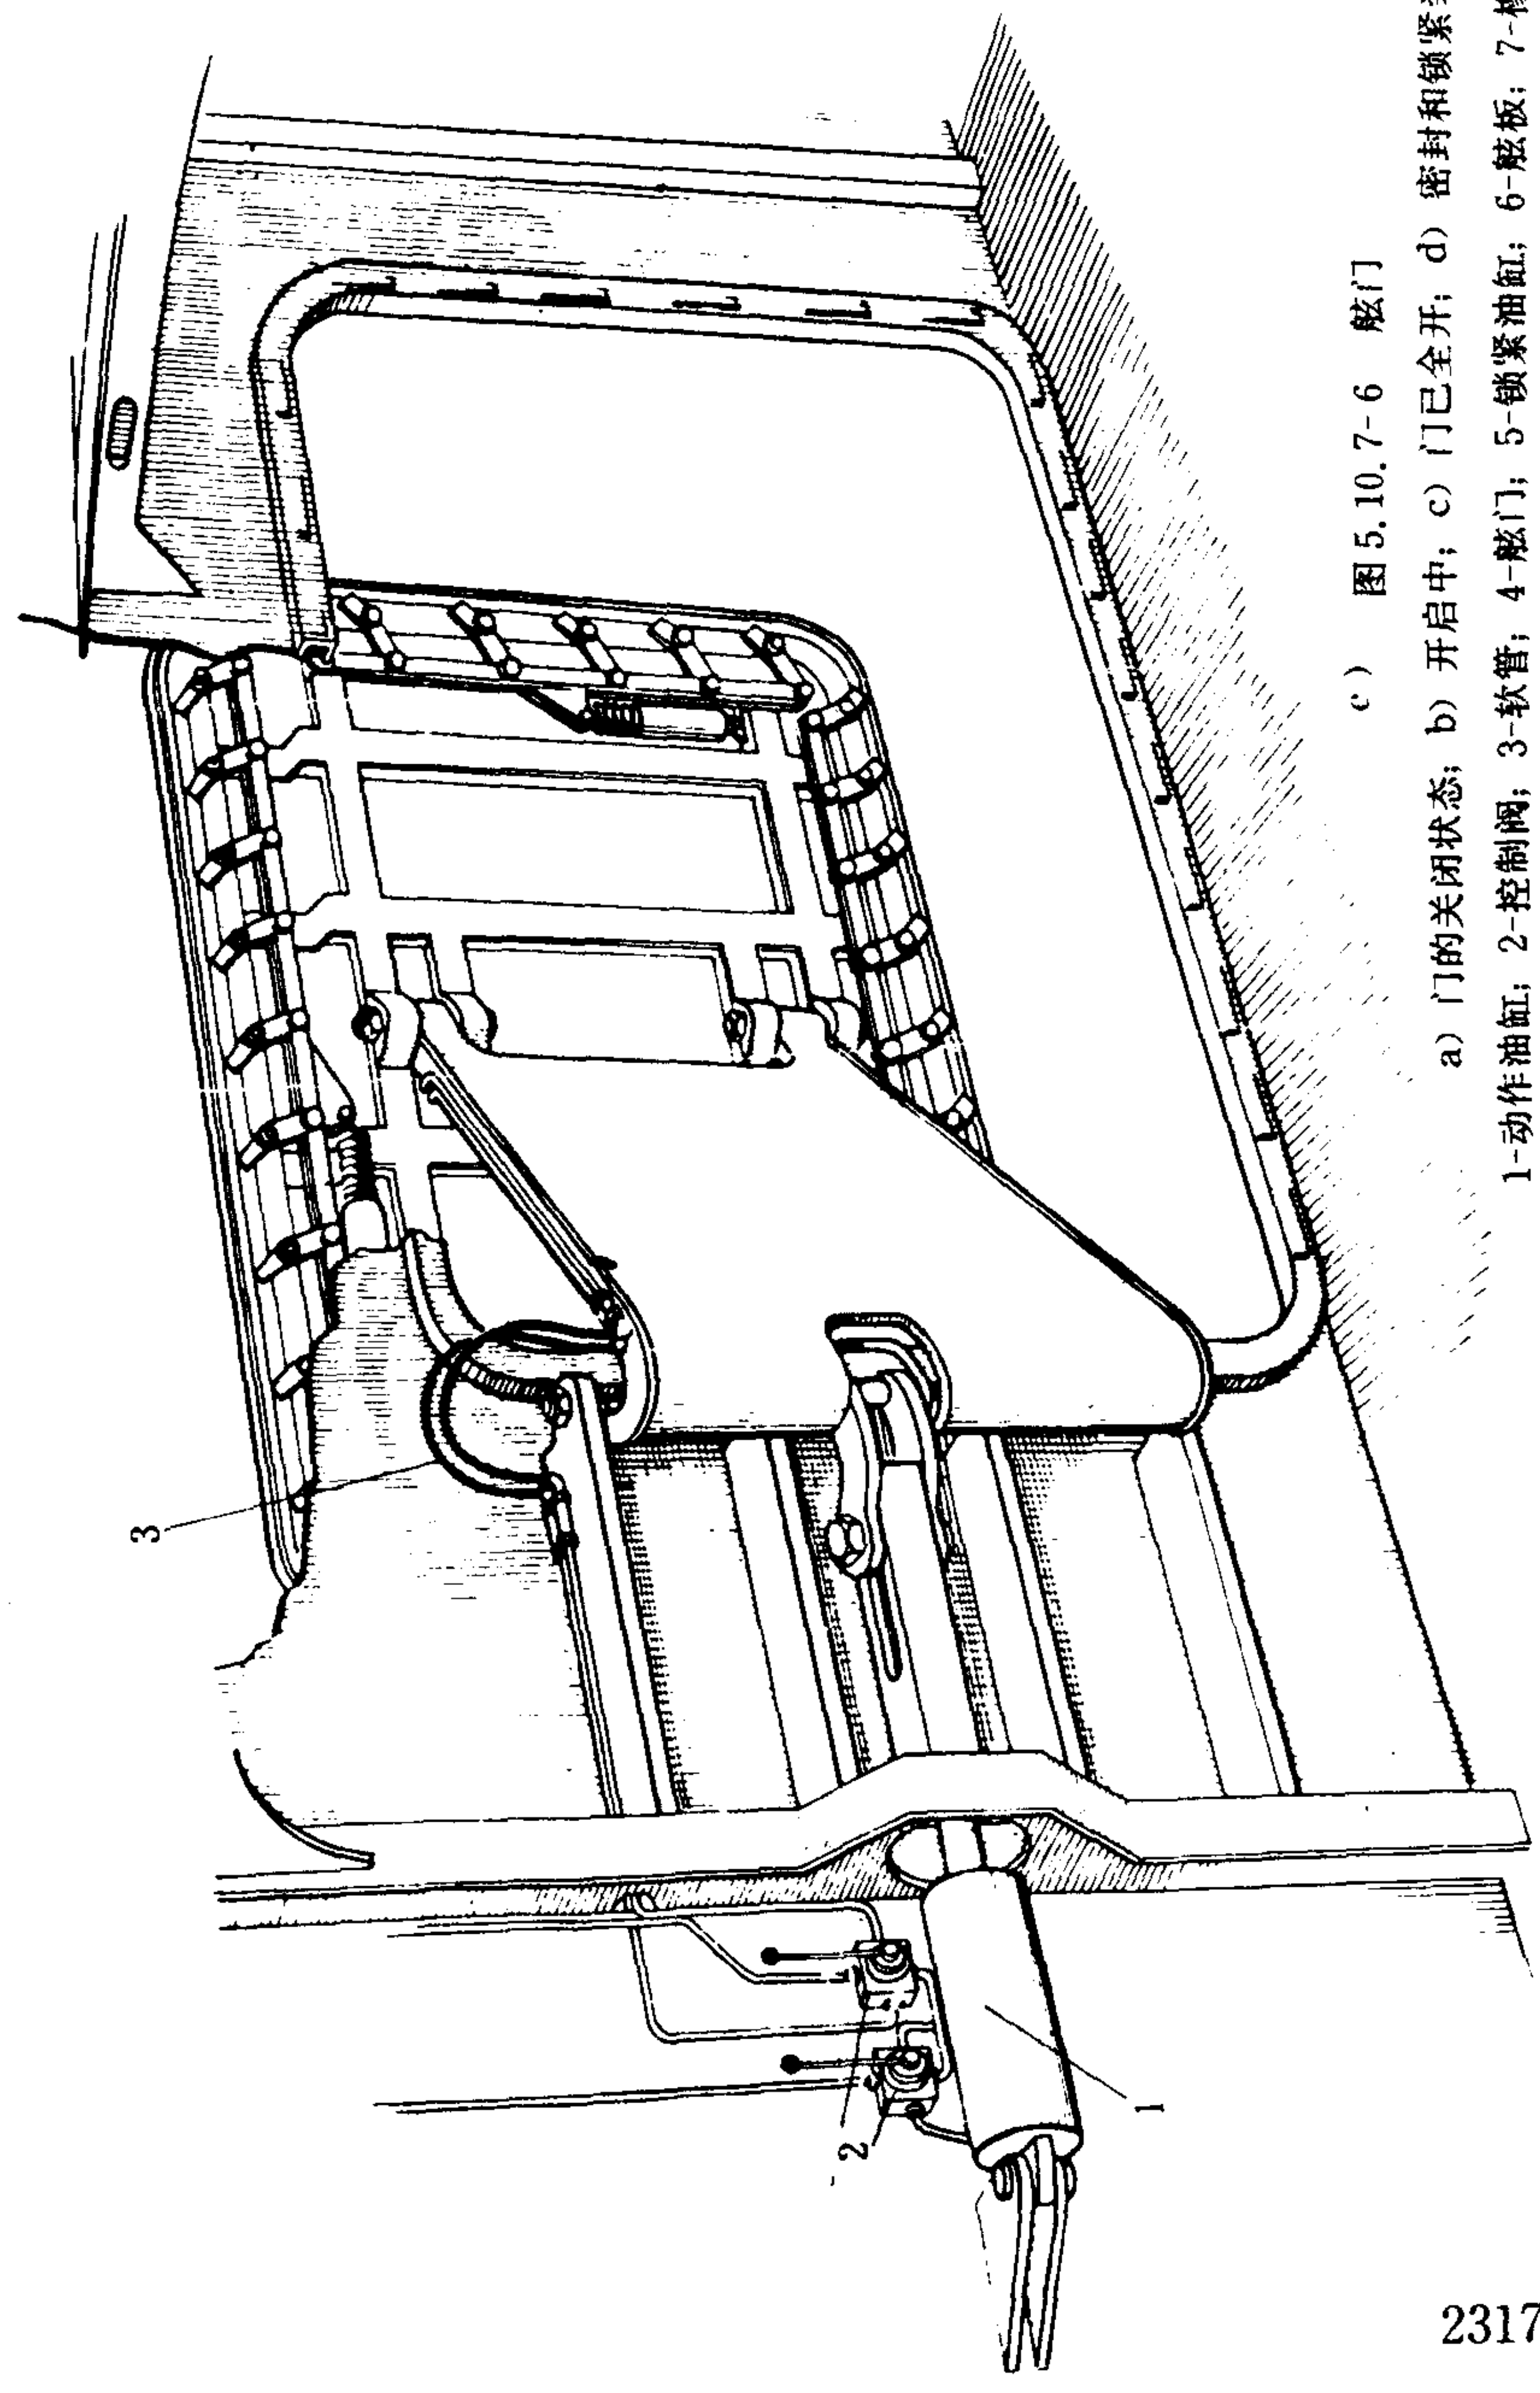 3
2
1
c)
图 5.10.7-6 舷门
a) 门的关闭状态; b) 开启中; c) 门已全开; d) 密封和锁紧
1-动作油缸; 2-控制阀; 3-软管; 4-舷门; 5-锁紧油缸; 6-舷板; 7-
2317